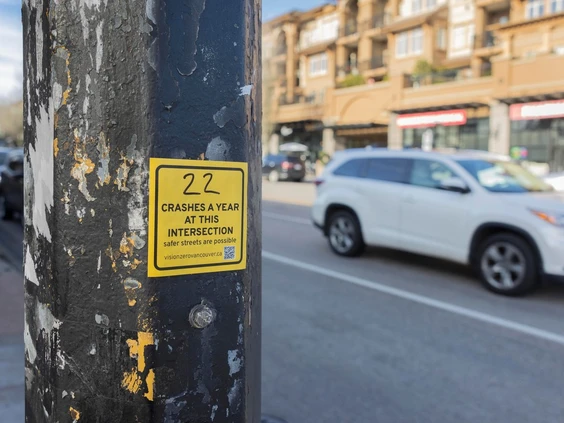 22
CRASHES A YEAR
AT THIS
INTERSECTION
safer streets are possible
visionzerovancouver.ca